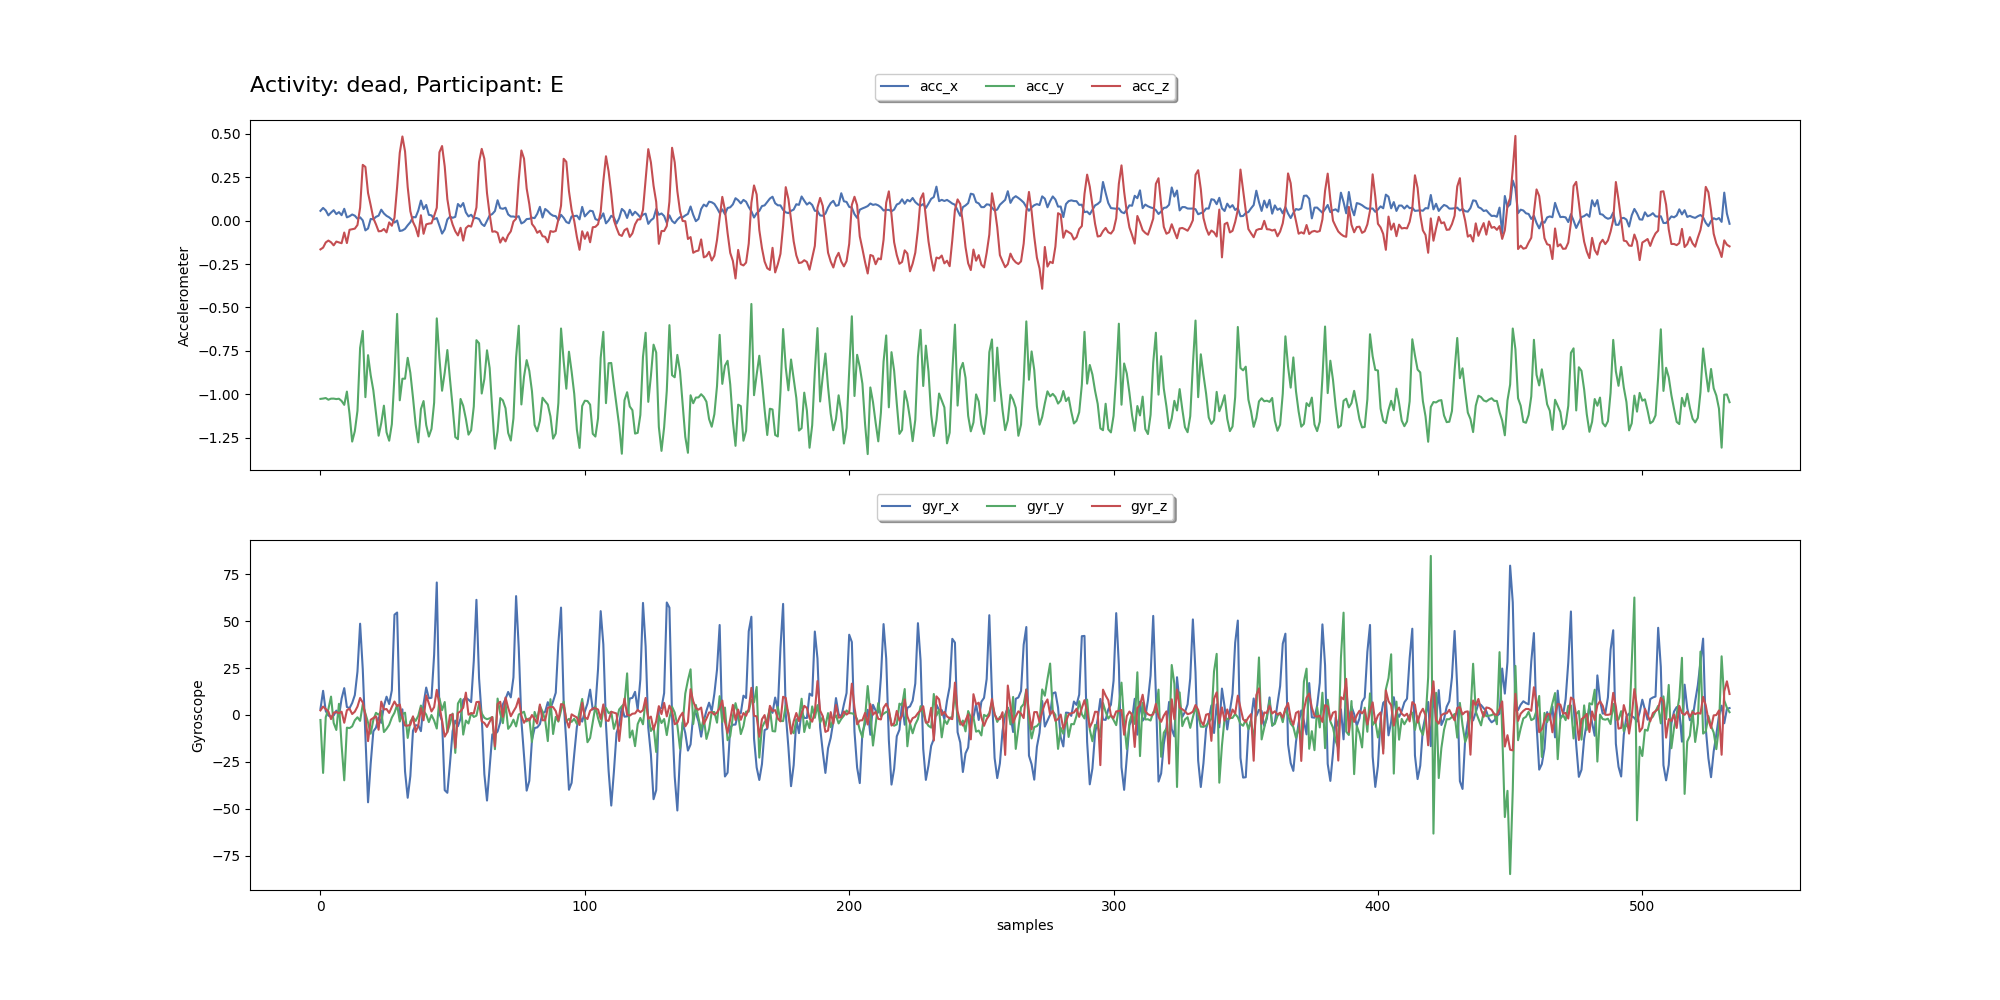 Activity: dead, Participant: E
acc_x acc_y acc_z
0.50
0.25
0.00
−0.25
−0.50
−0.75
−1.00
−1.25
Accelerometer
gyr_x gyr_y gyr_z
75
50
25
0
−25
−50
−75
Gyroscope
0 100 200 300 400 500
samples